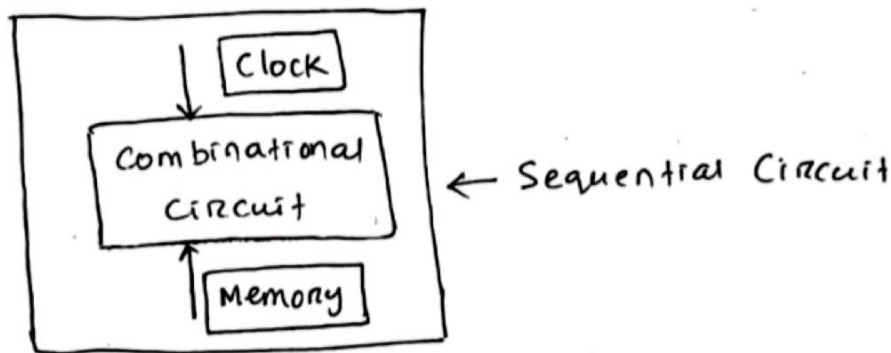 Clock
Combinational
Circuit
← Sequential Circuit
Memory